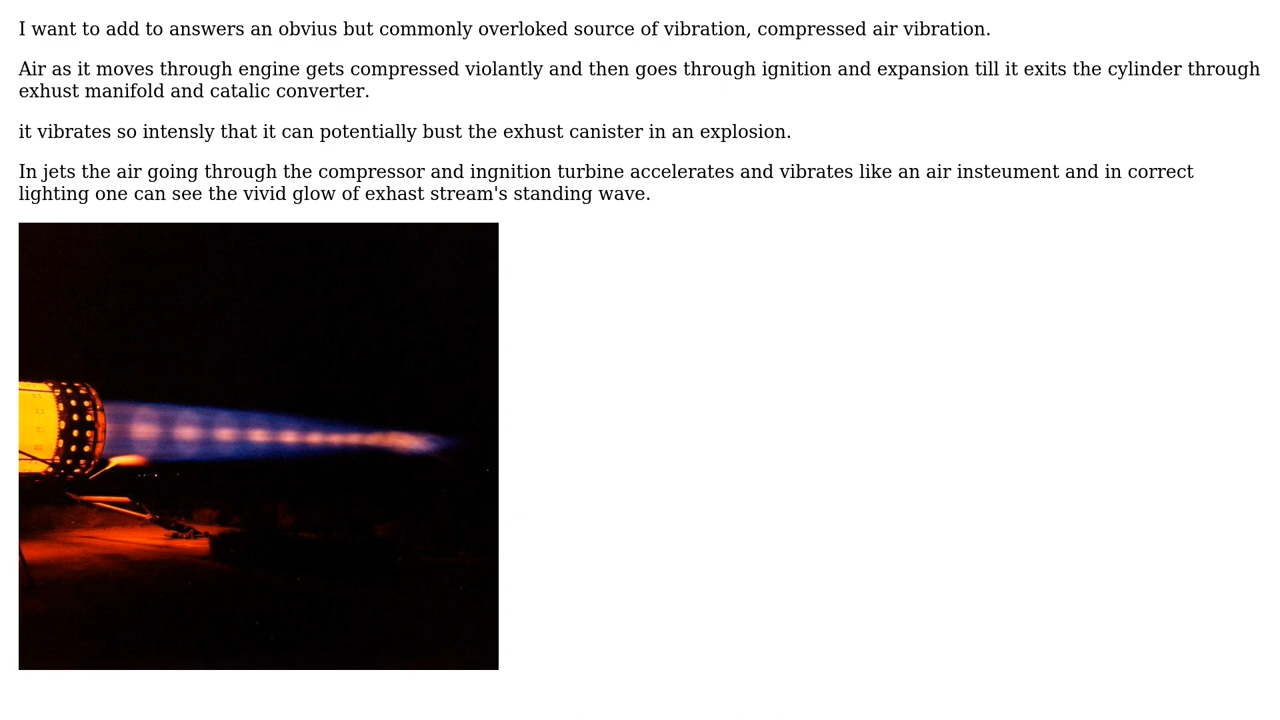 I want to add to answers an obvius but commonly overloked source of vibration, compressed air vibration.
Air as it moves through engine gets compressed violantly and then goes through ignition and expansion till it exits the cylinder through
exhust manifold and catalic converter.
it vibrates so intensly that it can potentially bust the exhust canister in an explosion.
In jets the air going through the compressor and ingnition turbine accelerates and vibrates like an air insteument and in correct
lighting one can see the vivid glow of exhast stream's standing wave.